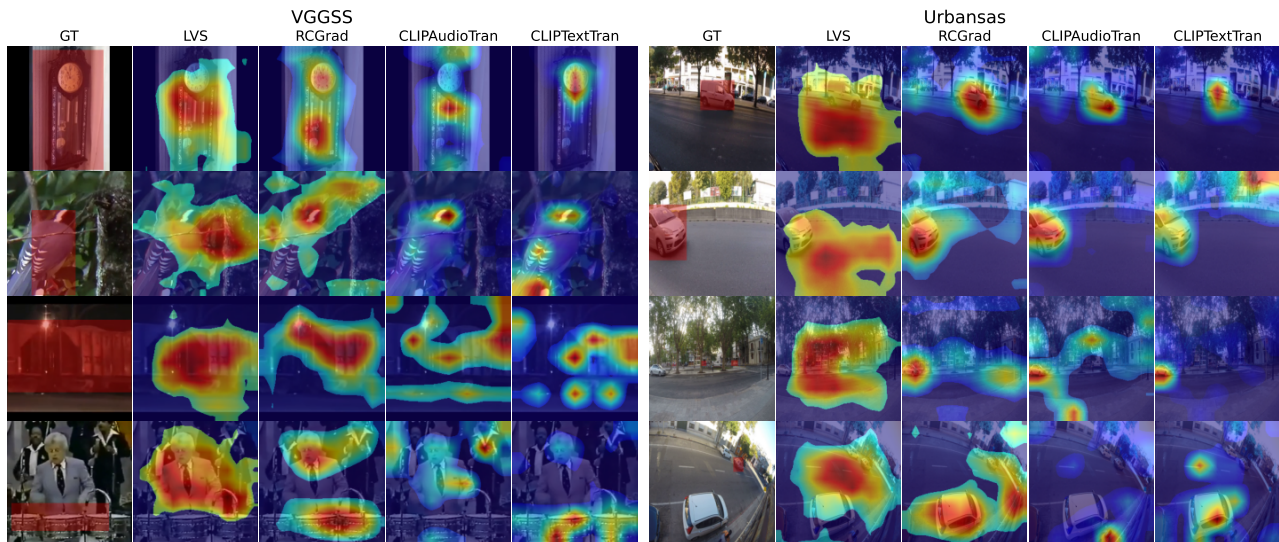 VGGSS
GT LVS RCGrad CLIPAudioTran CLIPTextTran
Urbansas
GT LVS RCGrad CLIPAudioTran CLIPTextTran